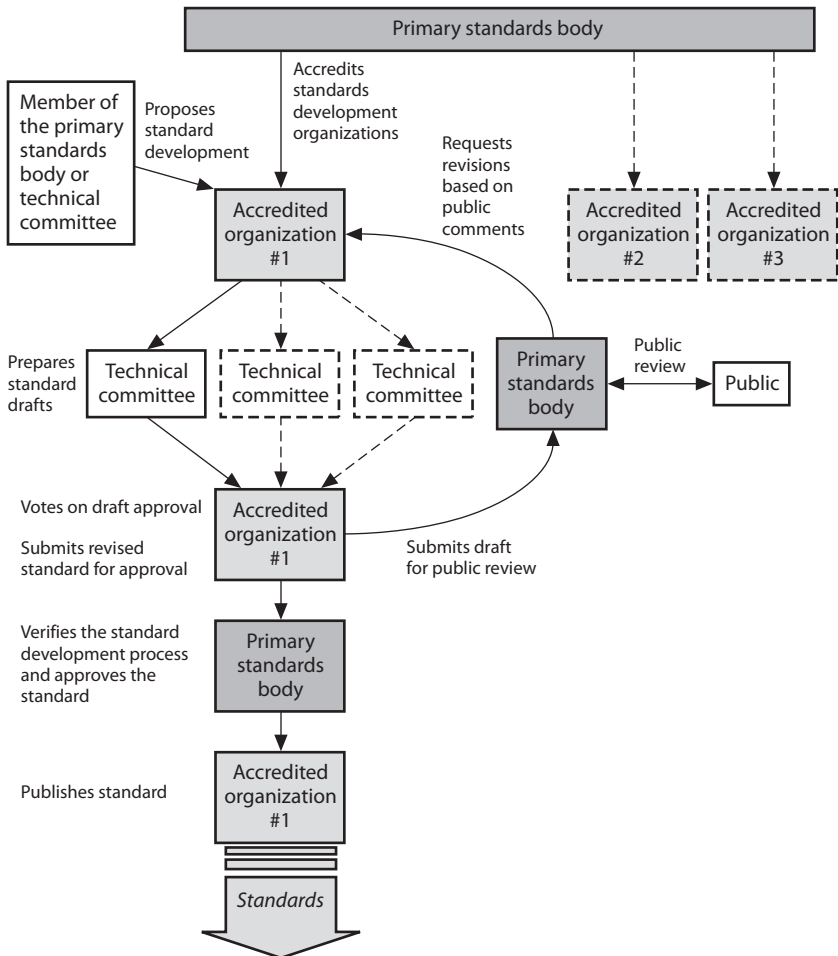 Primary standards body
Accredits
standards
development
organizations
Member of
the primary
standards
body or
technical
committee
Proposes
standard
development
Requests
revisions
based on
public
comments
Accredited
organization
#1
Accredited
organization
#2
Accredited
organization
#3
Prepares
standard
drafts
Technical
committee
Technical
committee
Technical
committee
Primary
standards
body
Public
review
Public
Votes on draft approval
Submits revised
standard for approval
Accredited
organization
#1
Submits draft
for public review
Verifies the standard
development process
and approves the
standard
Primary
standards
body
Publishes standard
Accredited
organization
#1
Standards